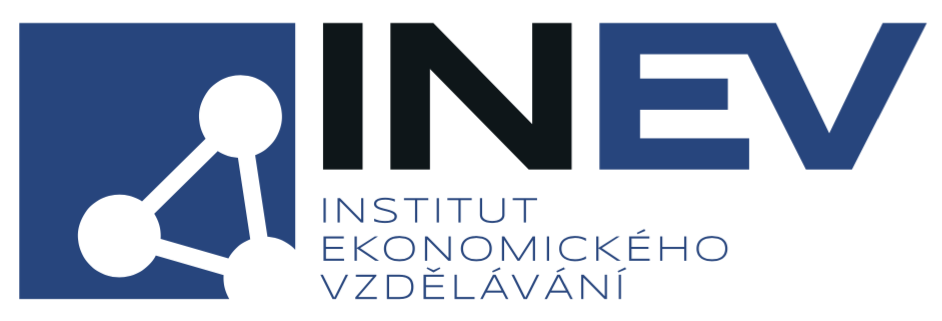 INEV
INSTITUT
EKONOMICKÉHO
VZDĚLÁVÁNÍ